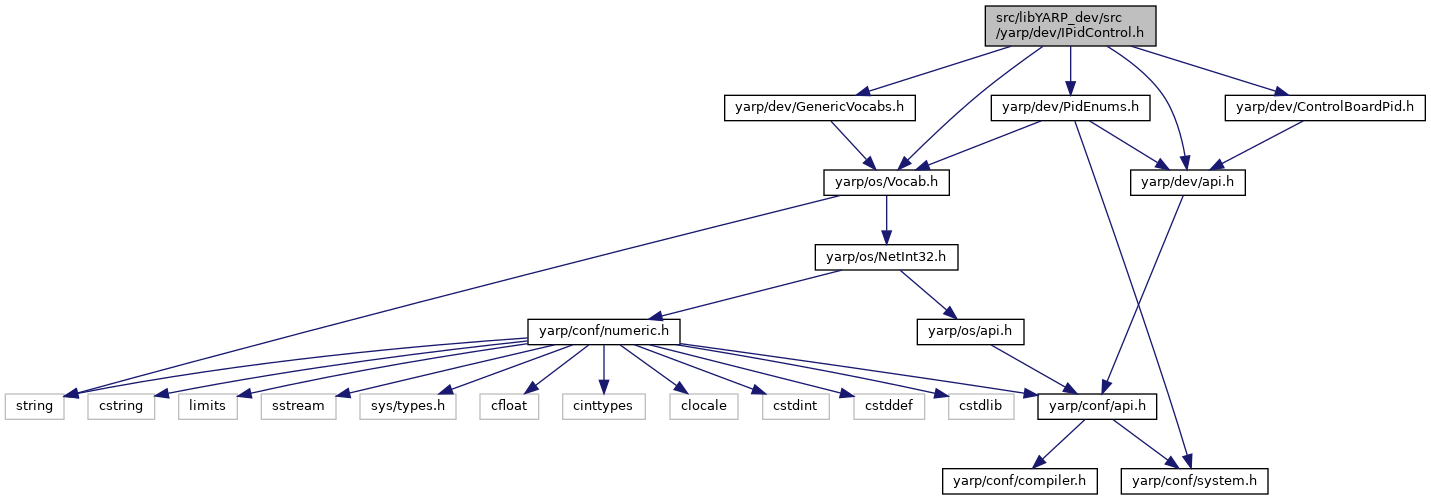 src/libYARP_dev/src
/yarp/dev/IPidControl.h
yarp/dev/GenericVocabs.h
yarp/dev/PidEnums.h
yarp/dev/ControlBoardPid.h
yarp/os/Vocab.h
yarp/dev/api.h
yarp/os/NetInt32.h
yarp/conf/numeric.h
yarp/os/api.h
string
cstring
limits
sstream
sys/types.h
cfloat
cinttypes
clocale
cstdint
cstddef
cstdlib
yarp/conf/api.h
yarp/conf/compiler.h
yarp/conf/system.h